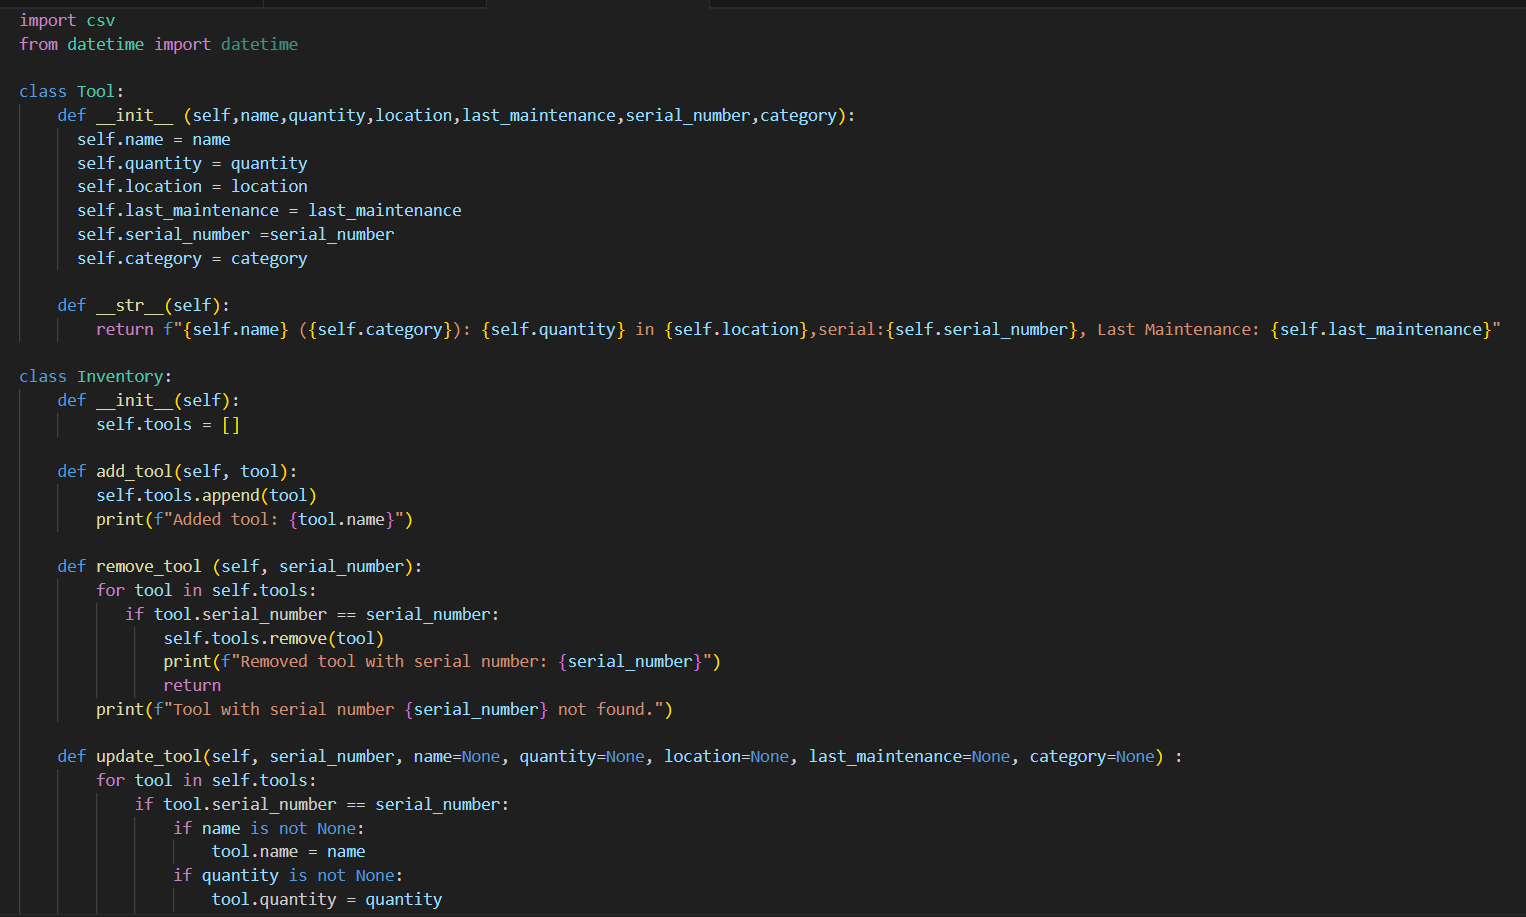 import csv
from datetime import datetime

class Tool:
    def __init__ (self,name,quantity,location,last_maintenance,serial_number,category):
      self.name = name
      self.quantity = quantity
      self.location = location
      self.last_maintenance = last_maintenance
      self.serial_number =serial_number
      self.category = category

    def __str__(self):
        return f"{self.name} ({self.category}): {self.quantity} in {self.location},serial:{self.serial_number}, Last Maintenance: {self.last_maintenance}"

class Inventory:
    def __init__(self):
        self.tools = []

    def add_tool(self, tool):
        self.tools.append(tool)
        print(f"Added tool: {tool.name}")

    def remove_tool (self, serial_number):
        for tool in self.tools:
           if tool.serial_number == serial_number:
               self.tools.remove(tool)
               print(f"Removed tool with serial number: {serial_number}")
               return
        print(f"Tool with serial number {serial_number} not found.")

    def update_tool(self, serial_number, name=None, quantity=None, location=None, last_maintenance=None, category=None) :
        for tool in self.tools:
            if tool.serial_number == serial_number:
                if name is not None:
                    tool.name = name
                if quantity is not None:
                    tool.quantity = quantity